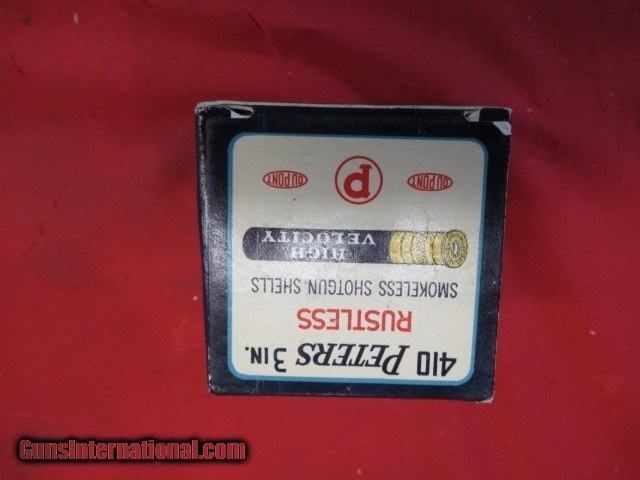 410 PETERS 3 IN.
RUSTLESS
SMOKELESS SHOTGUN SHELLS
HIGH
VELOCITY
DU PONT P DU PONT
GunsInternational.com